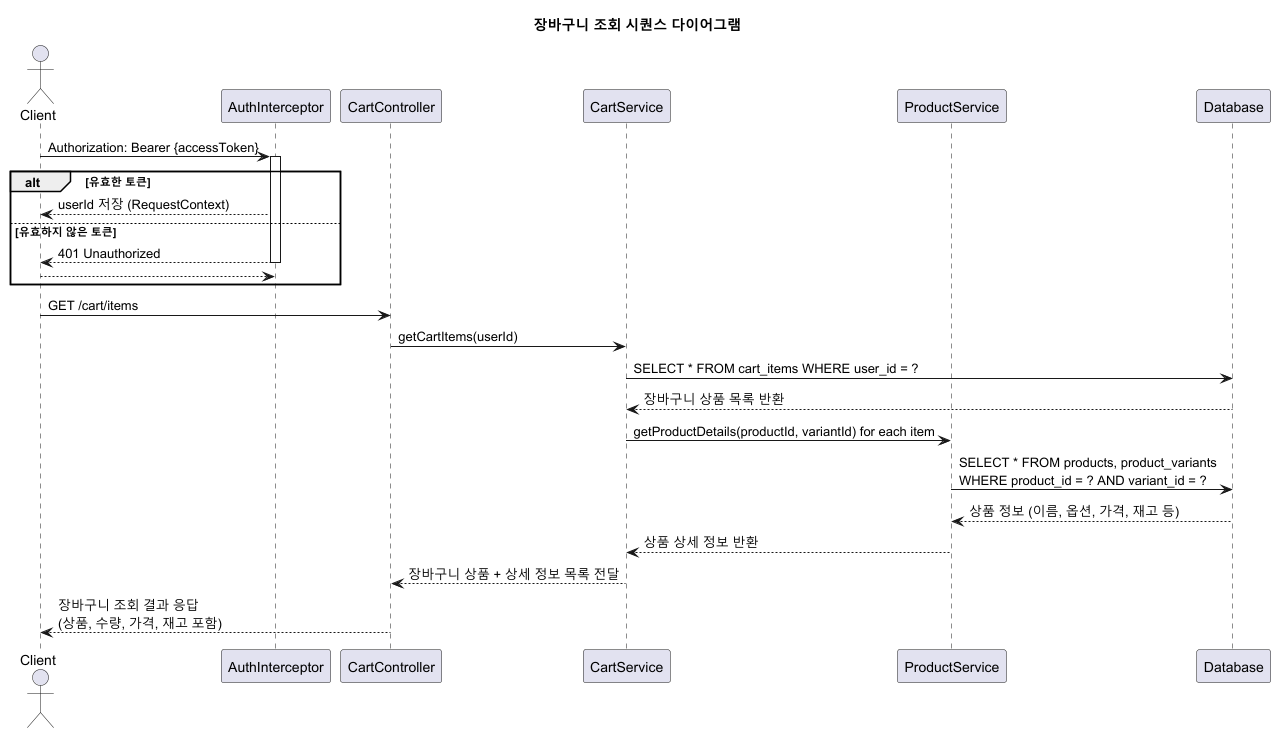 장바구니 조회 시퀀스 다이어그램
Client
AuthInterceptor
CartController
CartService
ProductService
Database
Authorization: Bearer {accessToken}
alt
[유효한 토큰]
userId 저장 (RequestContext)
[유효하지 않은 토큰]
401 Unauthorized
GET /cart/items
getCartItems(userId)
SELECT * FROM cart_items WHERE user_id = ?
장바구니 상품 목록 반환
getProductDetails(productId, variantId) for each item
SELECT * FROM products, product_variants
WHERE product_id = ? AND variant_id = ?
상품 정보 (이름, 옵션, 가격, 재고 등)
상품 상세 정보 반환
장바구니 상품 + 상세 정보 목록 전달
장바구니 조회 결과 응답
(상품, 수량, 가격, 재고 포함)
Client
AuthInterceptor
CartController
CartService
ProductService
Database